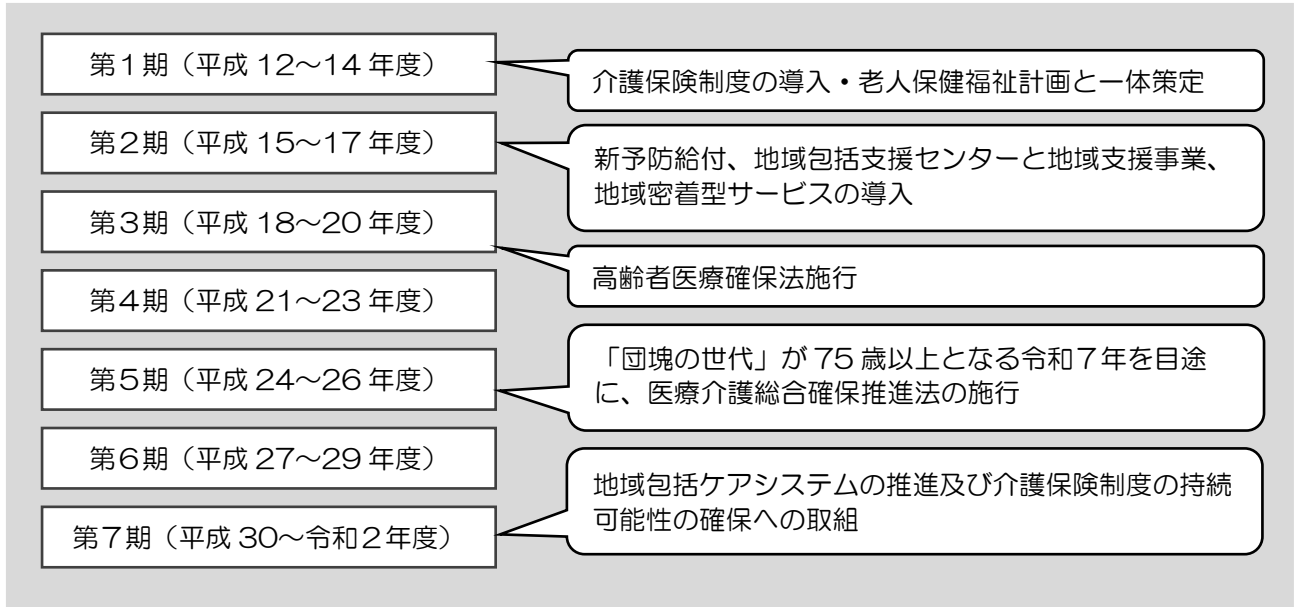 第1期（平成 12～14 年度）
介護保険制度の導入・老人保健福祉計画と一体策定
第2期（平成 15～17 年度）
新予防給付、地域包括支援センターと地域支援事業、
地域密着型サービスの導入
第3期（平成 18～20 年度）
高齢者医療確保法施行
第4期（平成 21～23 年度）
「団塊の世代」が 75 歳以上となる令和７年を目途
に、医療介護総合確保推進法の施行
第5期（平成 24～26 年度）
第6期（平成 27～29 年度）
地域包括ケアシステムの推進及び介護保険制度の持続
可能性の確保への取組
第7期（平成 30～令和２年度）